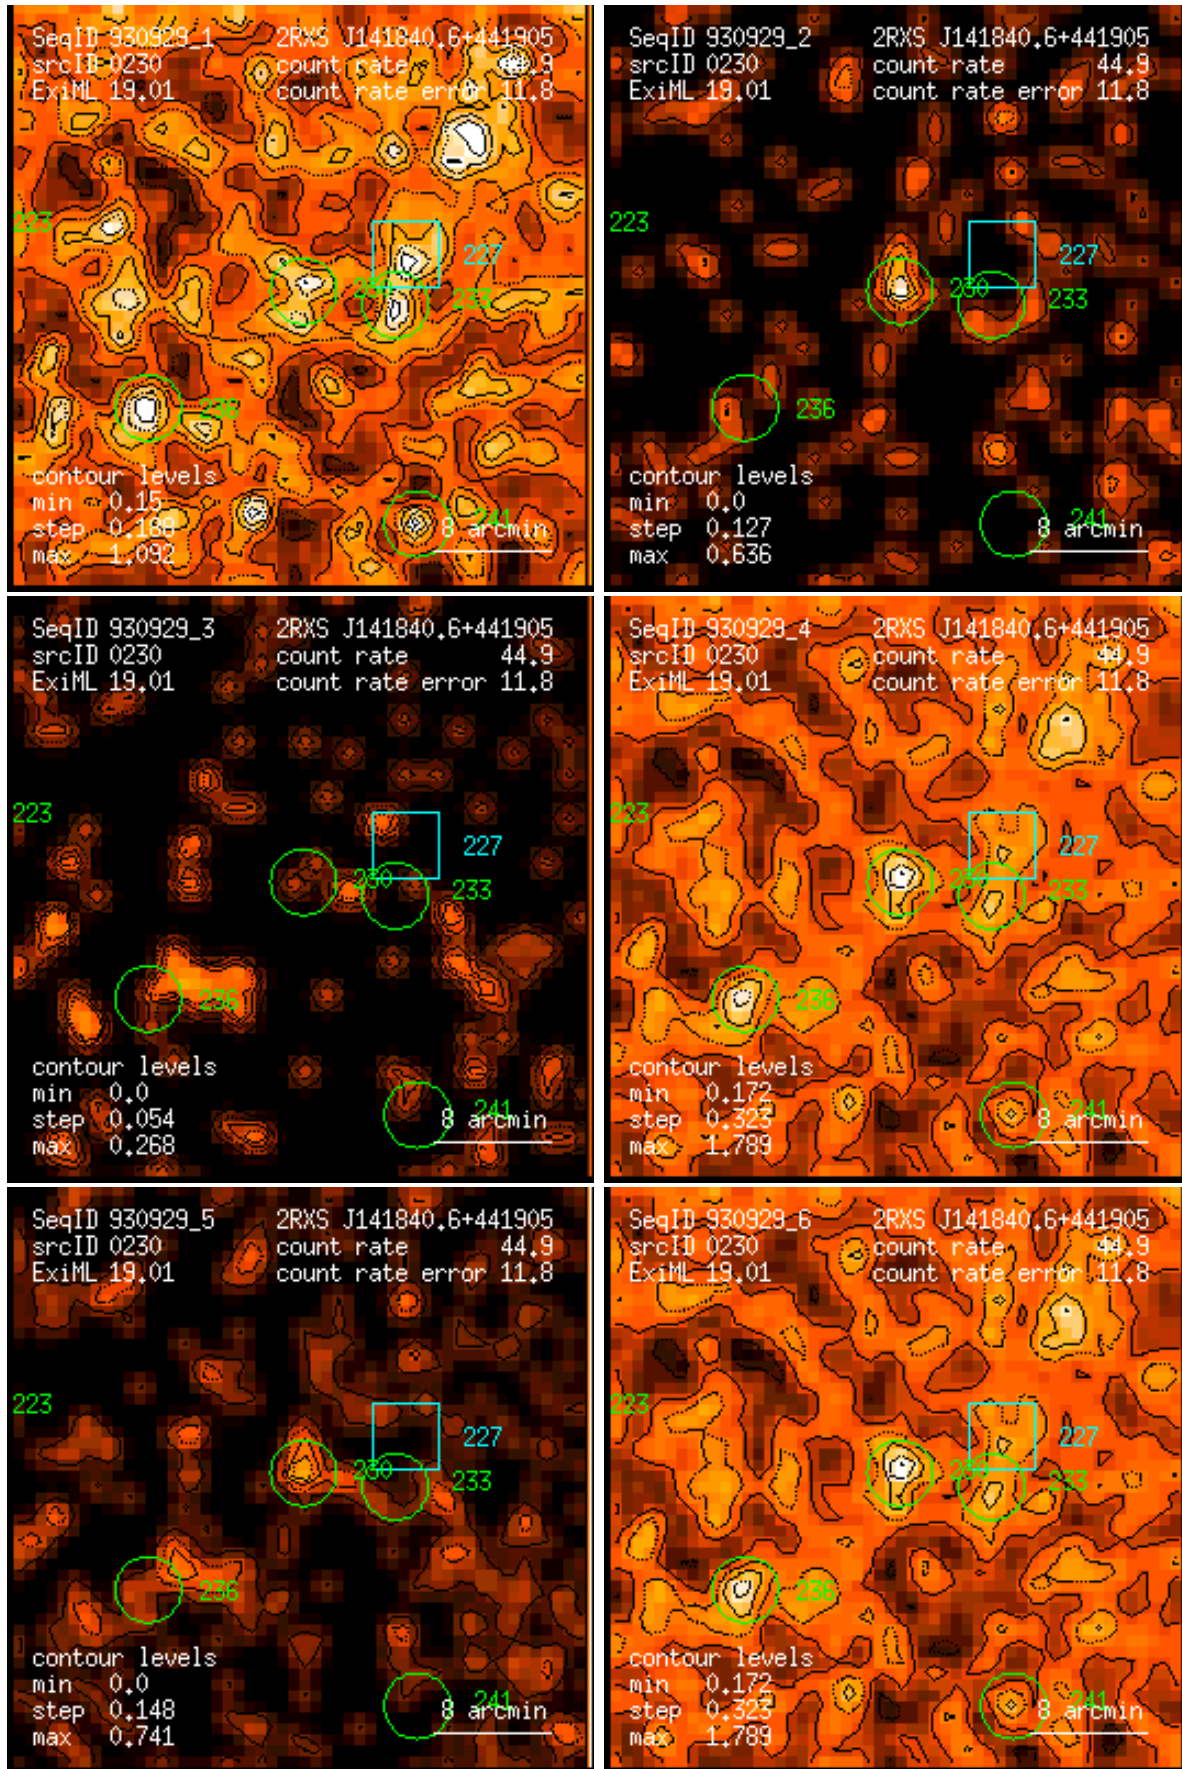 SeqID 930929_1 2RXS J141840.6+441905
srcID 0230 count rate 44.9
ExiML 19.01 count rate error 11.8
223
227
230 233
236
contour levels
min 0.15
step 0.188 241
max 1.092 8 arcmin
SeqID 930929_2 2RXS J141840.6+441905
srcID 0230 count rate 44.9
ExiML 19.01 count rate error 11.8
223
227
230 233
236
contour levels
min 0.0
step 0.127 241
max 0.636 8 arcmin
SeqID 930929_3 2RXS J141840.6+441905
srcID 0230 count rate 44.9
ExiML 19.01 count rate error 11.8
223
227
230 233
236
contour levels
min 0.0
step 0.054 241
max 0.268 8 arcmin
SeqID 930929_4 2RXS J141840.6+441905
srcID 0230 count rate 44.9
ExiML 19.01 count rate error 11.8
223
227
230 233
236
contour levels
min 0.172
step 0.323 241
max 1.789 8 arcmin
SeqID 930929_5 2RXS J141840.6+441905
srcID 0230 count rate 44.9
ExiML 19.01 count rate error 11.8
223
227
230 233
236
contour levels
min 0.0
step 0.148 241
max 0.741 8 arcmin
SeqID 930929_6 2RXS J141840.6+441905
srcID 0230 count rate 44.9
ExiML 19.01 count rate error 11.8
223
227
230 233
236
contour levels
min 0.172
step 0.323 241
max 1.789 8 arcmin